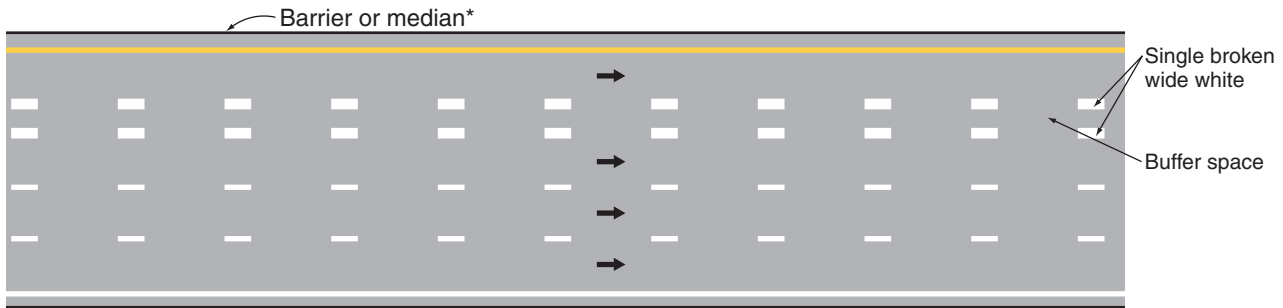 Barrier or median*
Single broken
wide white
Buffer space